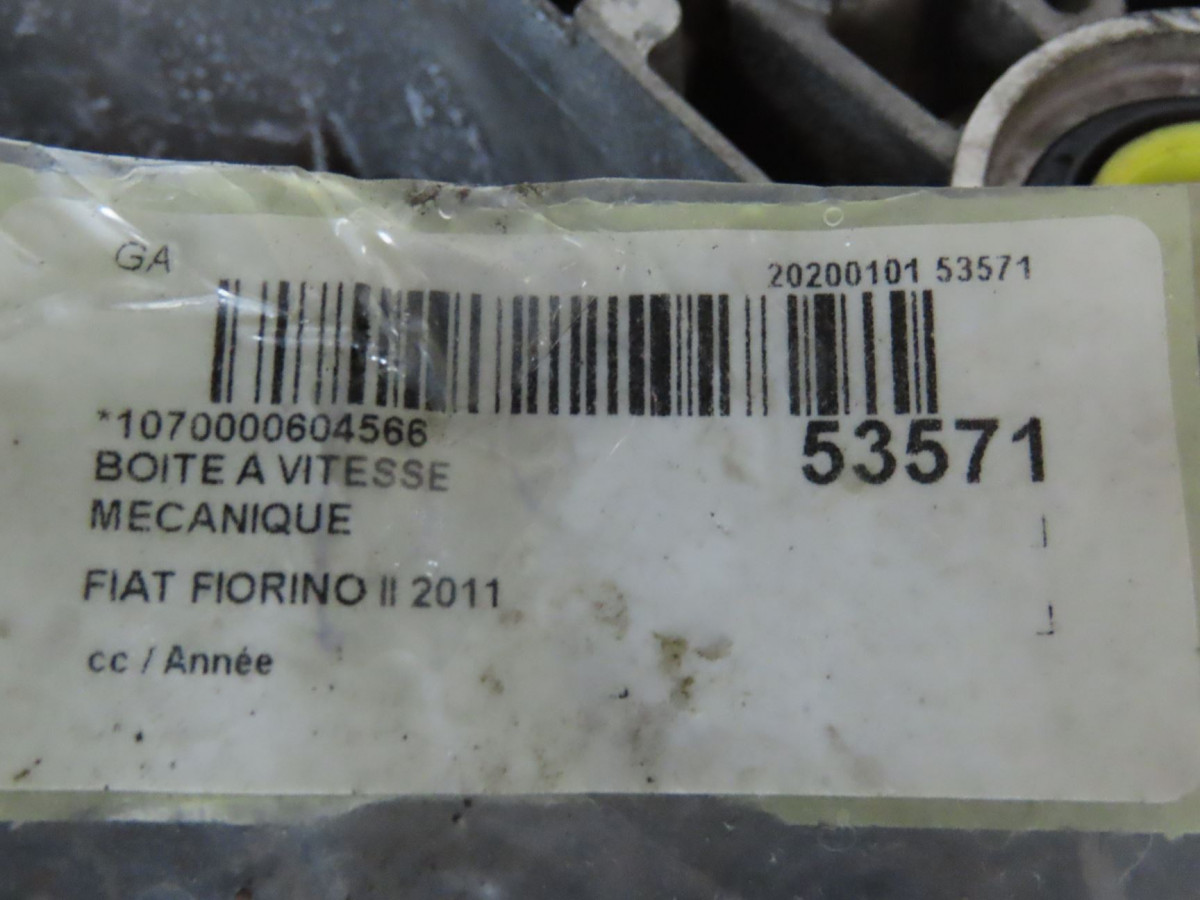 GA
20200101 53571
*1070000604566
53571
BOITE A VITESSE
MECANIQUE
FIAT FIORINO II 2011
cc / Année